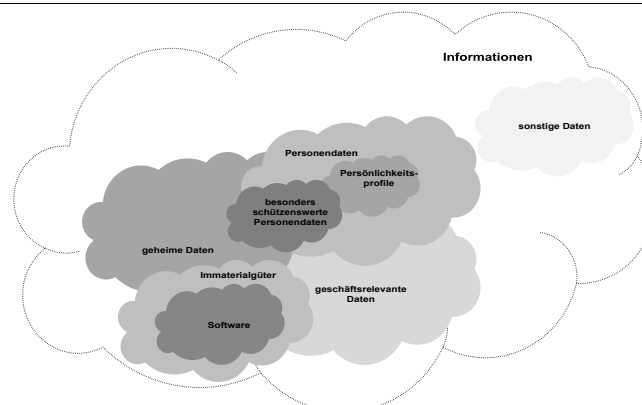 Informationen
sonstige Daten
Personendaten
Persönlichkeits-
profile
besonders
schützenswerte
Personendaten
geheime Daten
Immaterialgüter
geschäftsrelevante
Daten
Software